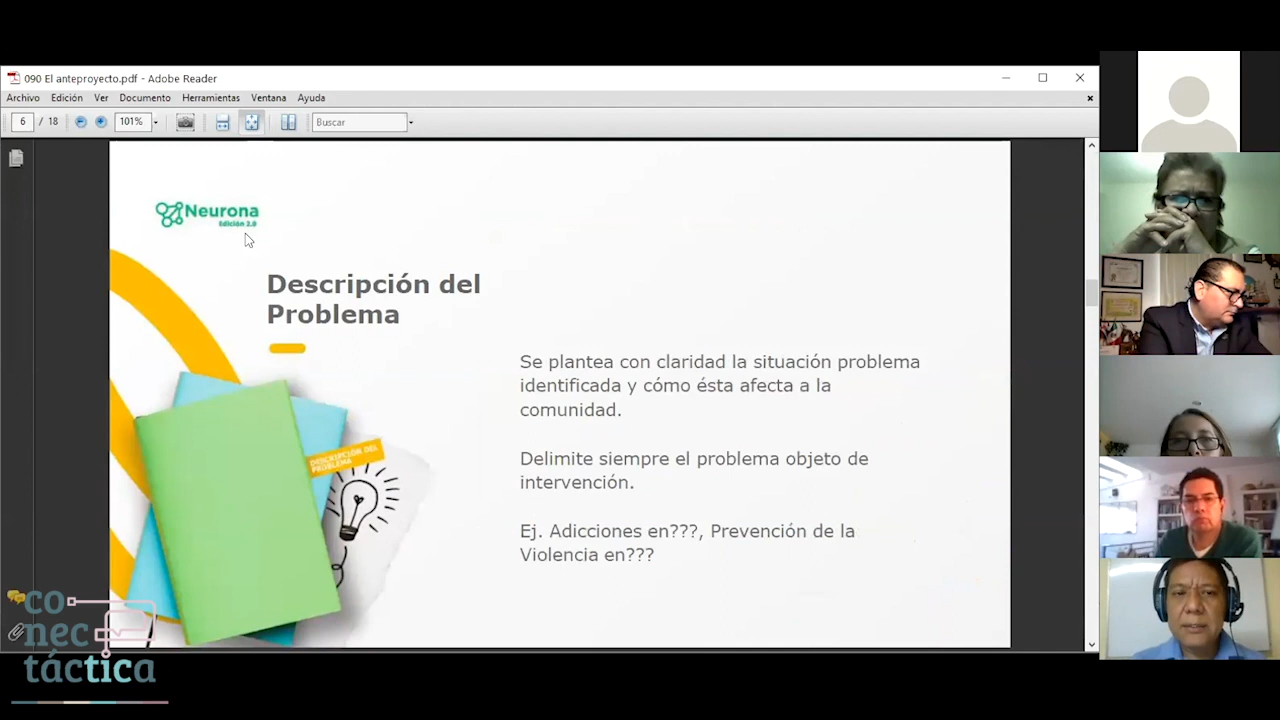 090 El anteproyecto.pdf - Adobe Reader
Archivo Edición Ver Documento Herramientas Ventana Ayuda
6 / 18 101% Buscar
Neurona
Edición 2.0
Descripción del
Problema
Se plantea con claridad la situación problema
identificada y cómo ésta afecta a la
comunidad.
Delimite siempre el problema objeto de
intervención.
Ej. Adicciones en???, Prevención de la
Violencia en???
DESCRIPCIÓN DEL
PROBLEMA
co
nec
táctica